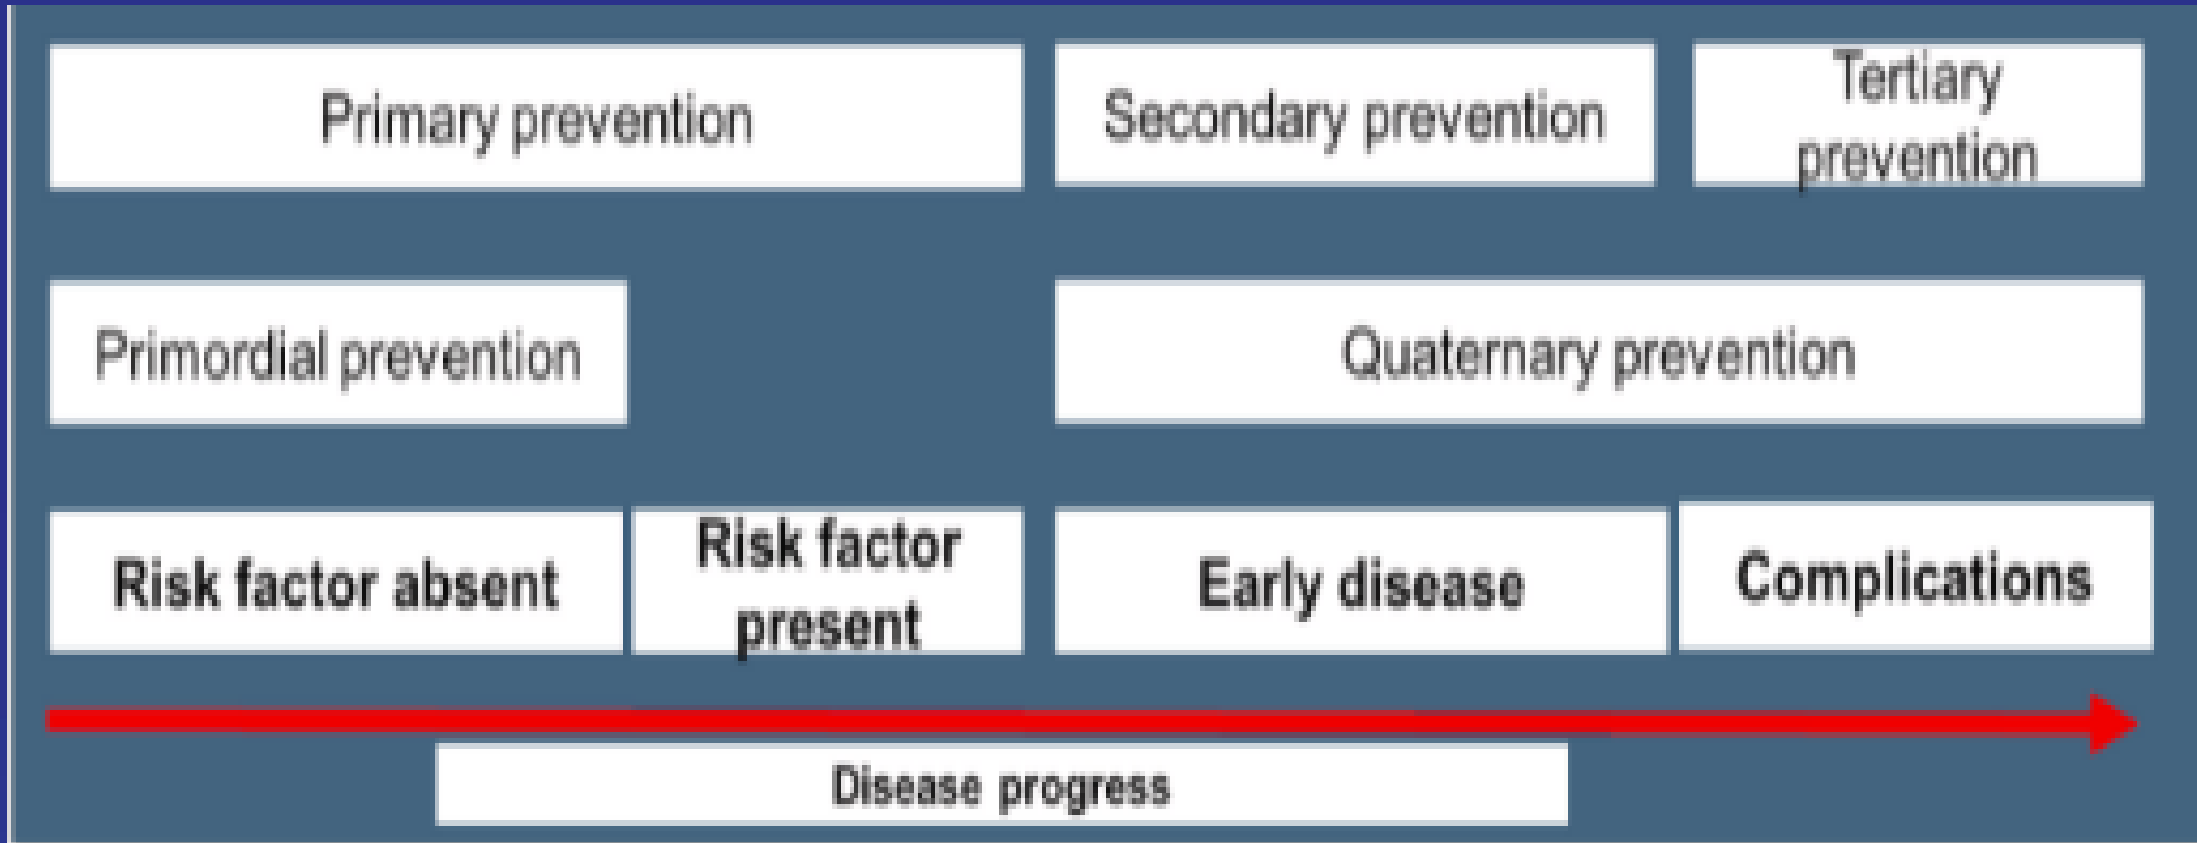 Primary prevention
Secondary prevention
Tertiary
prevention
Primordial prevention
Quaternary prevention
Risk factor absent
Risk factor
present
Early disease
Complications
Disease progress